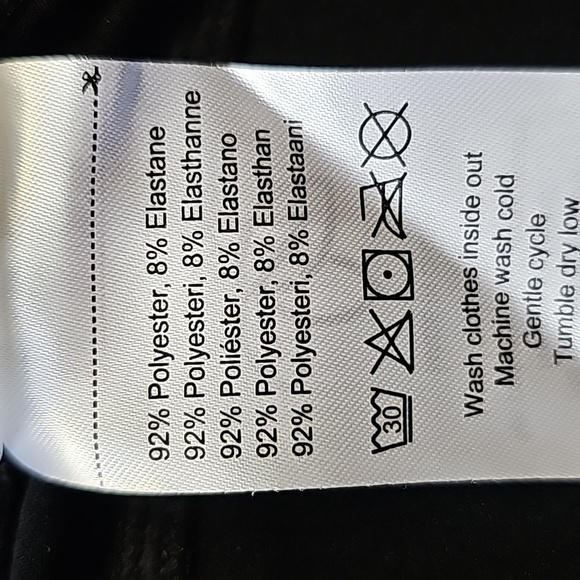 92% Polyester, 8% Elastane
92% Polyesteri, 8% Elasthanne
92% Poliéster, 8% Elastano
92% Polyester, 8% Elasthan
92% Polyesteri, 8% Elastaani
30
Wash clothes inside out
Machine wash cold
Gentle cycle
Tumble dry low